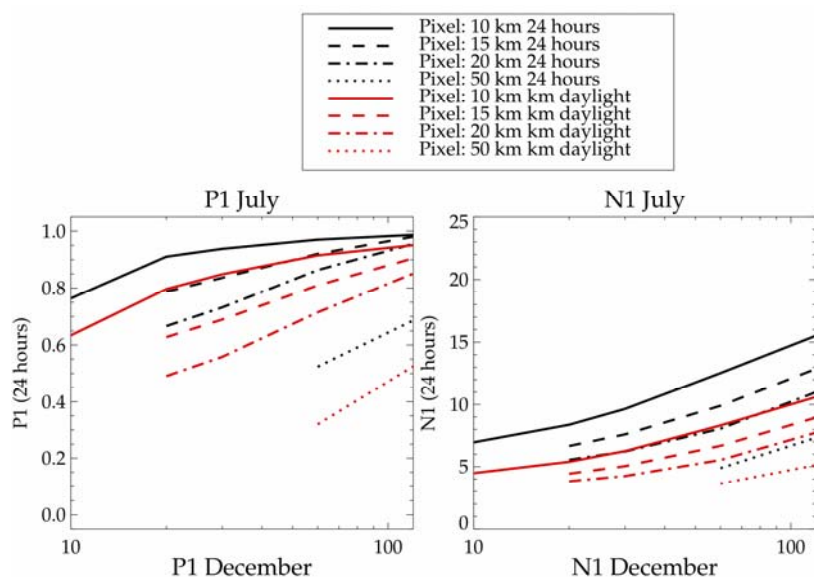 Pixel: 10 km 24 hours
Pixel: 15 km 24 hours
Pixel: 20 km 24 hours
Pixel: 50 km 24 hours
Pixel: 10 km km daylight
Pixel: 15 km km daylight
Pixel: 20 km km daylight
Pixel: 50 km km daylight
P1 July
1.0
0.8
0.6
0.4
0.2
0.0
P1 (24 hours)
10
100
P1 December
N1 July
25
20
15
10
5
0
N1 (24 hours)
10
100
N1 December